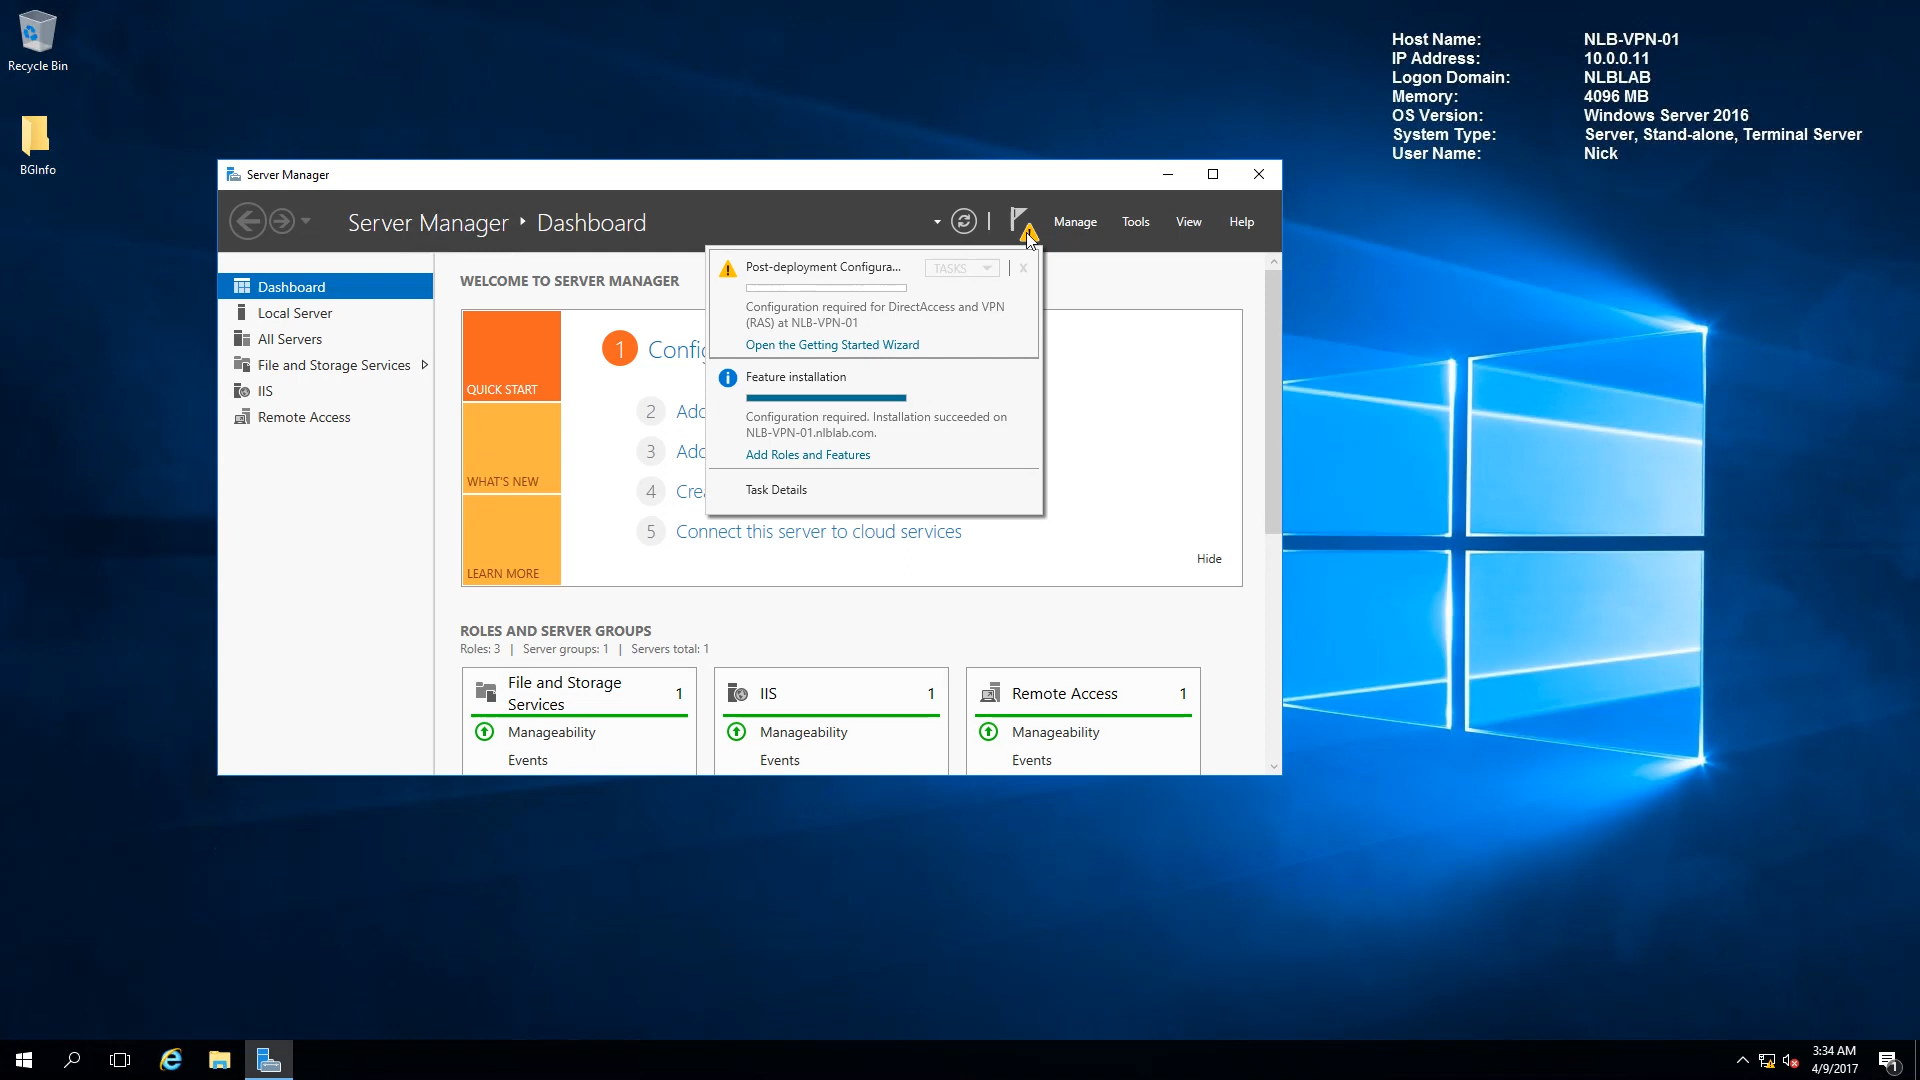 Recycle Bin
BGInfo
Host Name: NLB-VPN-01
IP Address: 10.0.0.11
Logon Domain: NLBLAB
Memory: 4096 MB
OS Version: Windows Server 2016
System Type: Server, Stand-alone, Terminal Server
User Name: Nick
Server Manager
Server Manager Dashboard
Manage Tools View Help
Dashboard
Local Server
All Servers
File and Storage Services
IIS
Remote Access
WELCOME TO SERVER MANAGER
QUICK START
WHAT'S NEW
LEARN MORE
1 Config
2 Add
3 Add
4 Crea
5 Connect this server to cloud services
Hide
Post-deployment Configura... TASKS X
Configuration required for DirectAccess and VPN
(RAS) at NLB-VPN-01
Open the Getting Started Wizard
Feature installation
Configuration required. Installation succeeded on
NLB-VPN-01.nlblab.com.
Add Roles and Features
Task Details
ROLES AND SERVER GROUPS
Roles: 3 | Server groups: 1 | Servers total: 1
File and Storage
Services 1
Manageability
Events
IIS 1
Manageability
Events
Remote Access 1
Manageability
Events
3:34 AM
4/9/2017
1